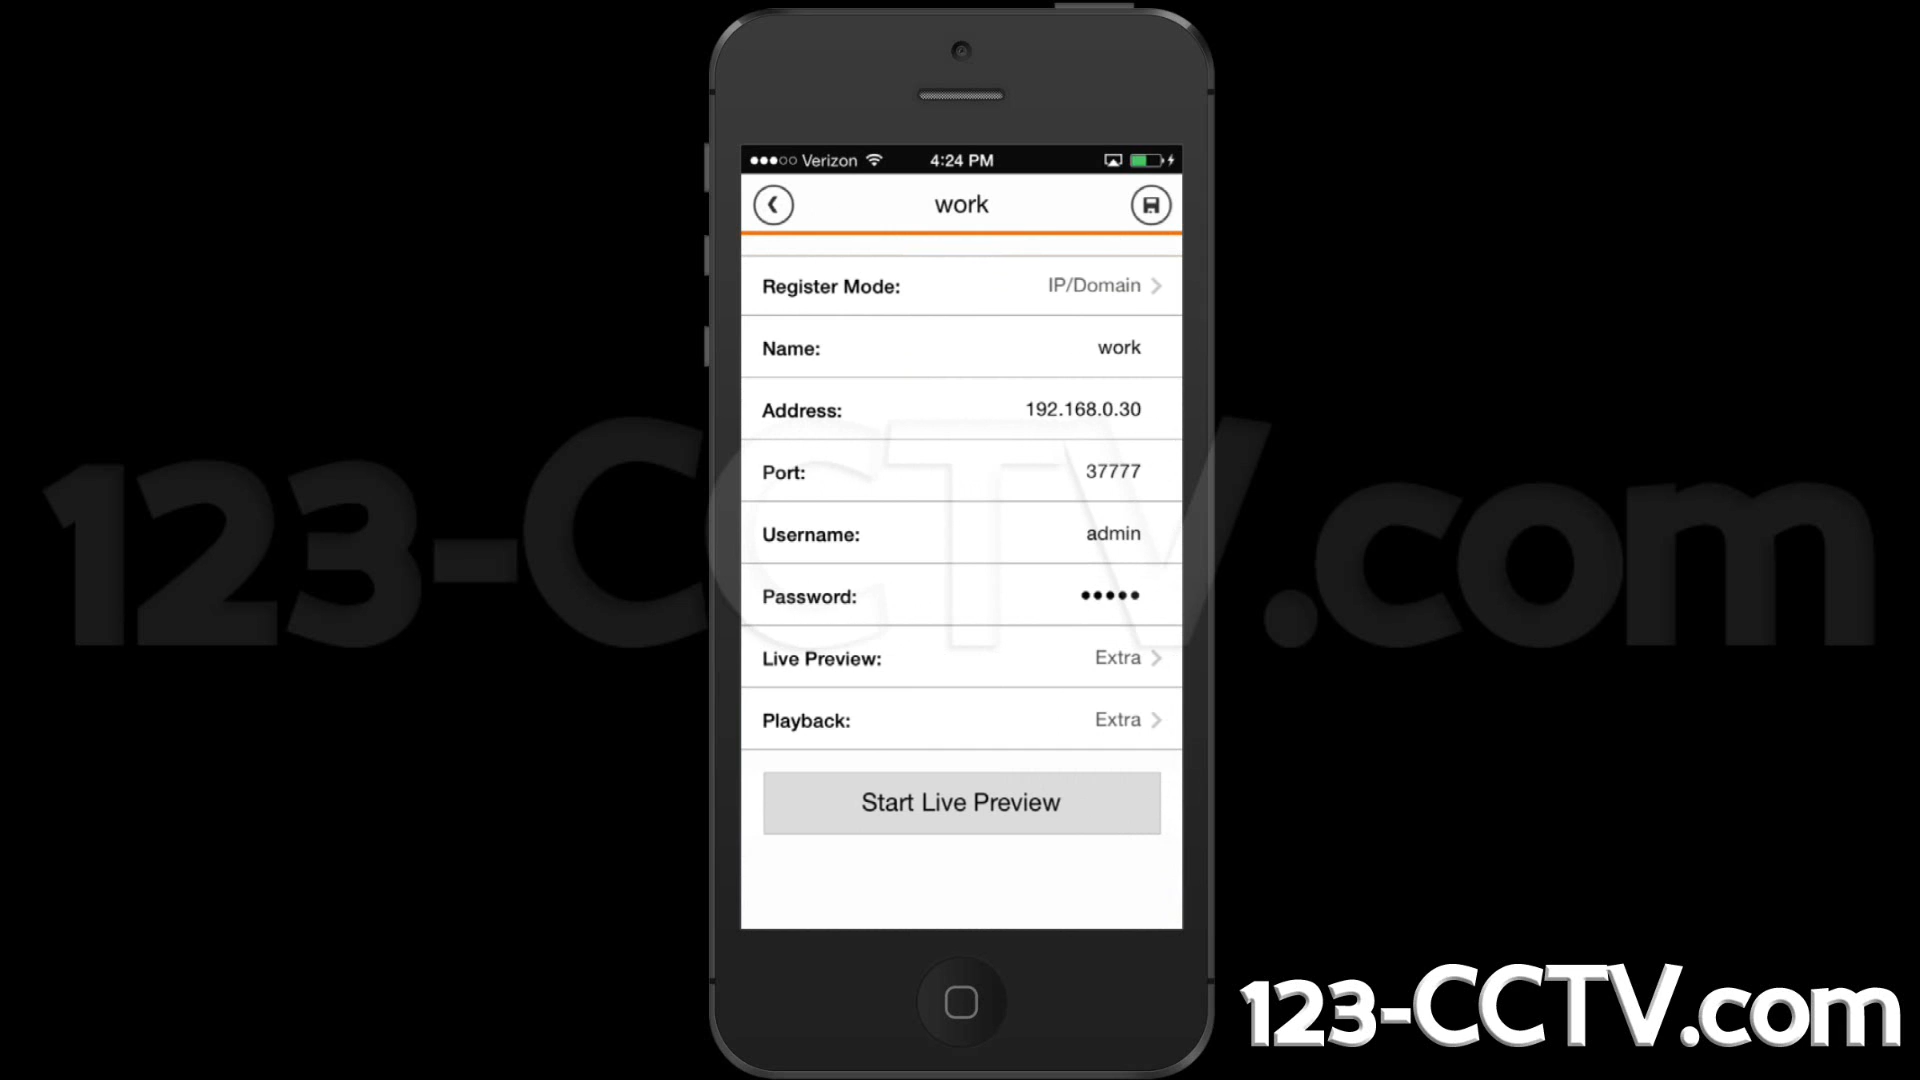 Verizon 4:24 PM
work
Register Mode: IP/Domain
Name: work
Address: 192.168.0.30
Port: 37777
Username: admin
Password: •••••
Live Preview: Extra
Playback: Extra
Start Live Preview
123-CCTV.com
123-CCTV.com